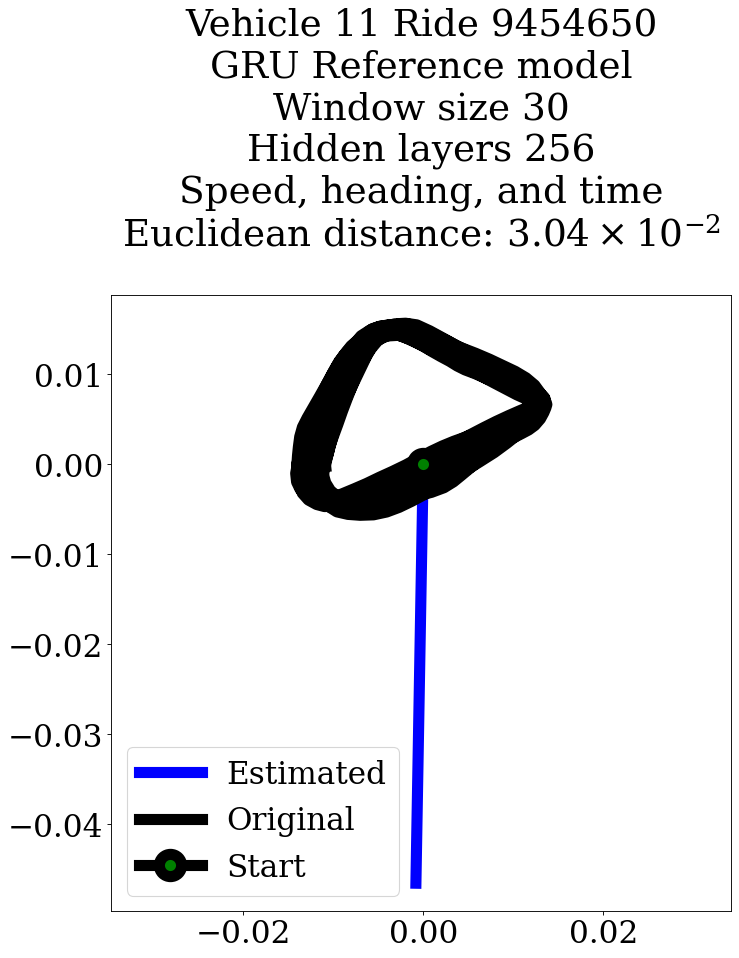 Vehicle 11 Ride 9454650
GRU Reference model
Window size 30
Hidden layers 256
Speed, heading, and time
Euclidean distance: 3.04 × 10⁻²
0.01
0.00
−0.01
−0.02
−0.03
−0.04
Estimated
Original
Start
−0.02 0.00 0.02